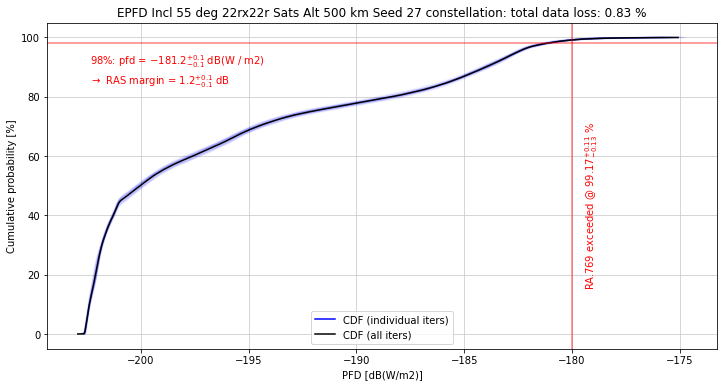 EPFD Incl 55 deg 22rx22r Sats Alt 500 km Seed 27 constellation: total data loss: 0.83 %
100
80
60
40
20
0
Cumulative probability [%]
98%: pfd = −181.2+0.1−0.1 dB(W / m2)
→ RAS margin = 1.2+0.1−0.1 dB
RA.769 exceeded @ 99.17+0.11−0.13 %
CDF (individual iters)
CDF (all iters)
−200
−195
−190
−185
−180
−175
PFD [dB(W/m2)]